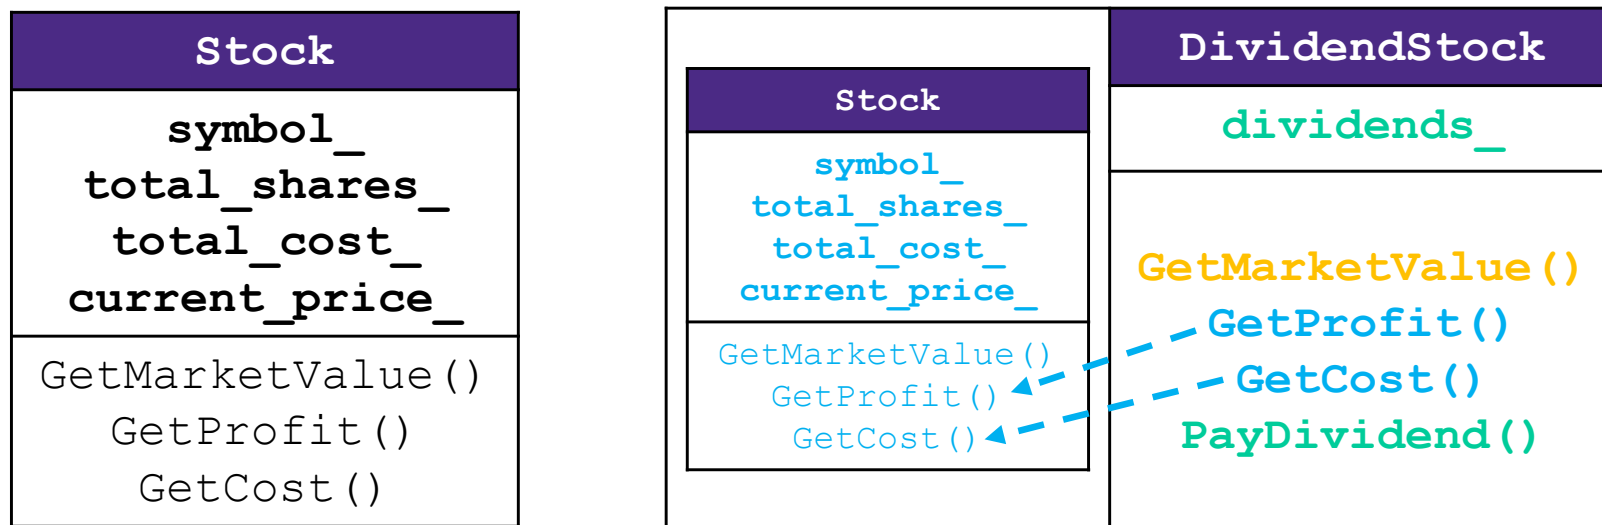 Stock
symbol_
total_shares_
total_cost_
current_price_
GetMarketValue()
GetProfit()
GetCost()
Stock
symbol_
total_shares_
total_cost_
current_price_
GetMarketValue()
GetProfit()
GetCost()
DividendStock
dividends_
GetMarketValue()
GetProfit()
GetCost()
PayDividend()